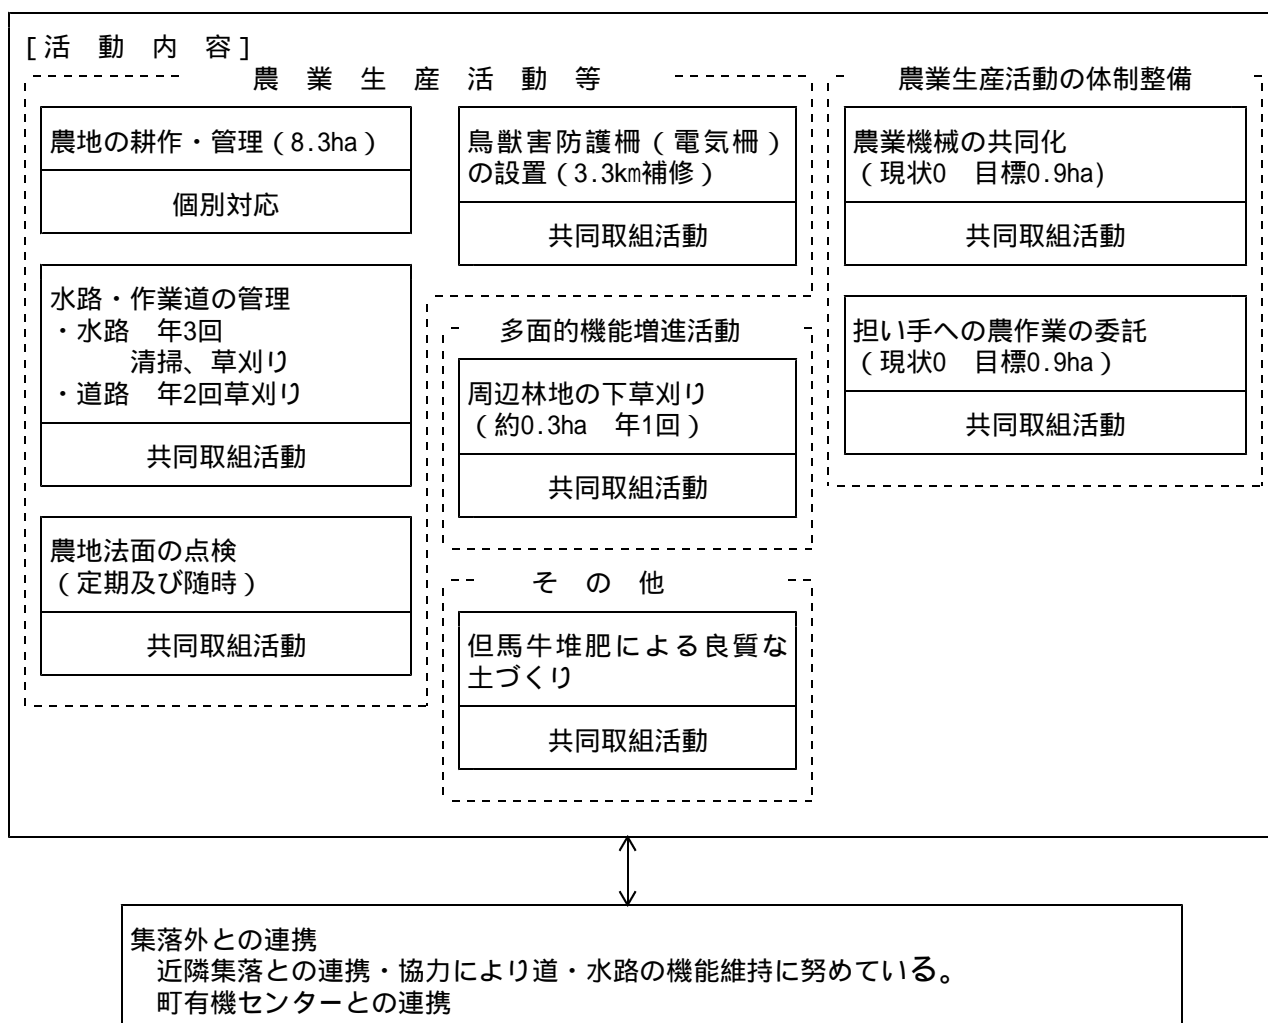 [活 動 内 容]
農 業 生 産 活 動 等
農地の耕作・管理（8.3ha）
個別対応
水路・作業道の管理
・水路 年3回
清掃、草刈り
・道路 年2回草刈り
共同取組活動
農地法面の点検
（定期及び随時）
共同取組活動
鳥獣害防護柵（電気柵）
の設置（3.3km補修）
共同取組活動
多面的機能増進活動
周辺林地の下草刈り
（約0.3ha 年1回）
共同取組活動
そ の 他
但馬牛堆肥による良質な
土づくり
共同取組活動
農業生産活動の体制整備
農業機械の共同化
（現状0 目標0.9ha)
共同取組活動
担い手への農作業の委託
（現状0 目標0.9ha）
共同取組活動
集落外との連携
近隣集落との連携・協力により道・水路の機能維持に努めている。
町有機センターとの連携